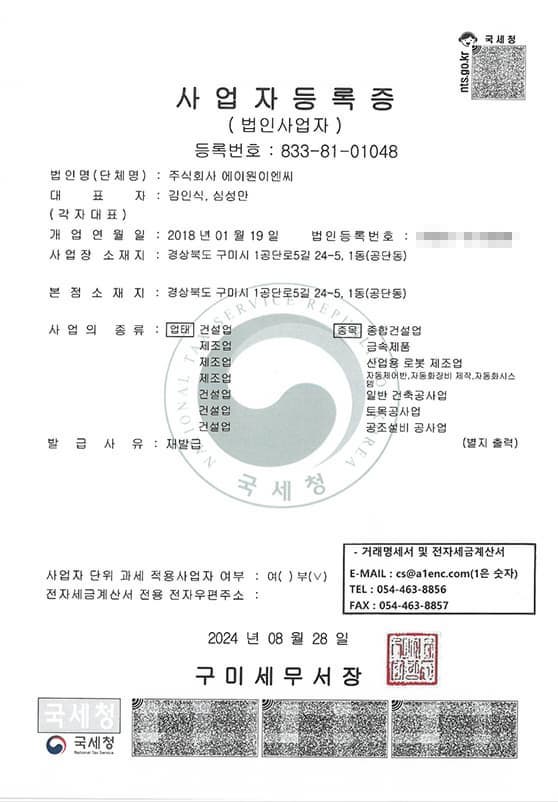 국세청
nts.go.kr
사업자등록증
( 법인사업자 )
등록번호 : 833-81-01048
법인명(단체명) : 주식회사 에이원이엔씨
대표자 : 김인식, 심성만
(각자대표)
개업연월일 : 2018 년 01 월 19 일 법인등록번호 :
사업장 소재지 : 경상북도 구미시 1공단로5길 24-5, 1동(공단동)
본점소재지 : 경상북도 구미시 1공단로5길 24-5, 1동(공단동)
사업의 종류 : 업태 건설업 종목 종합건설업
제조업 금속제품
제조업 산업용 로봇 제조업
제조업 자동제어반,자동화장비 제작,자동화시스템
건설업 일반 건축공사업
건설업 토목공사업
건설업 공조설비 공사업
발급사유 : 재발급 (별지 출력)
NATIONAL TAX SERVICE REPUBLIC OF KOREA
국세청
- 거래명세서 및 전자세금계산서
E-MAIL : cs@a1enc.com(1은 숫자)
TEL : 054-463-8856
FAX : 054-463-8857
사업자 단위 과세 적용사업자 여부 : 여( ) 부(∨)
전자세금계산서 전용 전자우편주소 :
2024 년 08 월 28 일
구미세무서장
국세청
국세청
National Tax Service